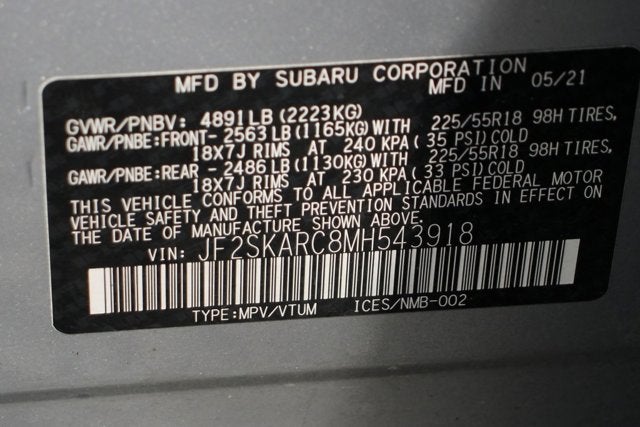 MFD BY SUBARU CORPORATION
MFD IN 05/21
GVWR/PNBV: 4891LB(2223KG)
GAWR/PNBE:FRONT- 2563LB(1165KG)WITH 225/55R18 98H TIRES,
18X7J RIMS AT 240 KPA(35 PSI)COLD
GAWR/PNBE:REAR - 2486LB(1130KG)WITH 225/55R18 98H TIRES,
18X7J RIMS AT 230 KPA(33 PSI)COLD
THIS VEHICLE CONFORMS TO ALL APPLICABLE FEDERAL MOTOR
VEHICLE SAFETY AND THEFT PREVENTION STANDARDS IN EFFECT ON
THE DATE OF MANUFACTURE SHOWN ABOVE.
VIN: JF2SKARC8MH543918
TYPE:MPV/VTUM ICES/NMB-002